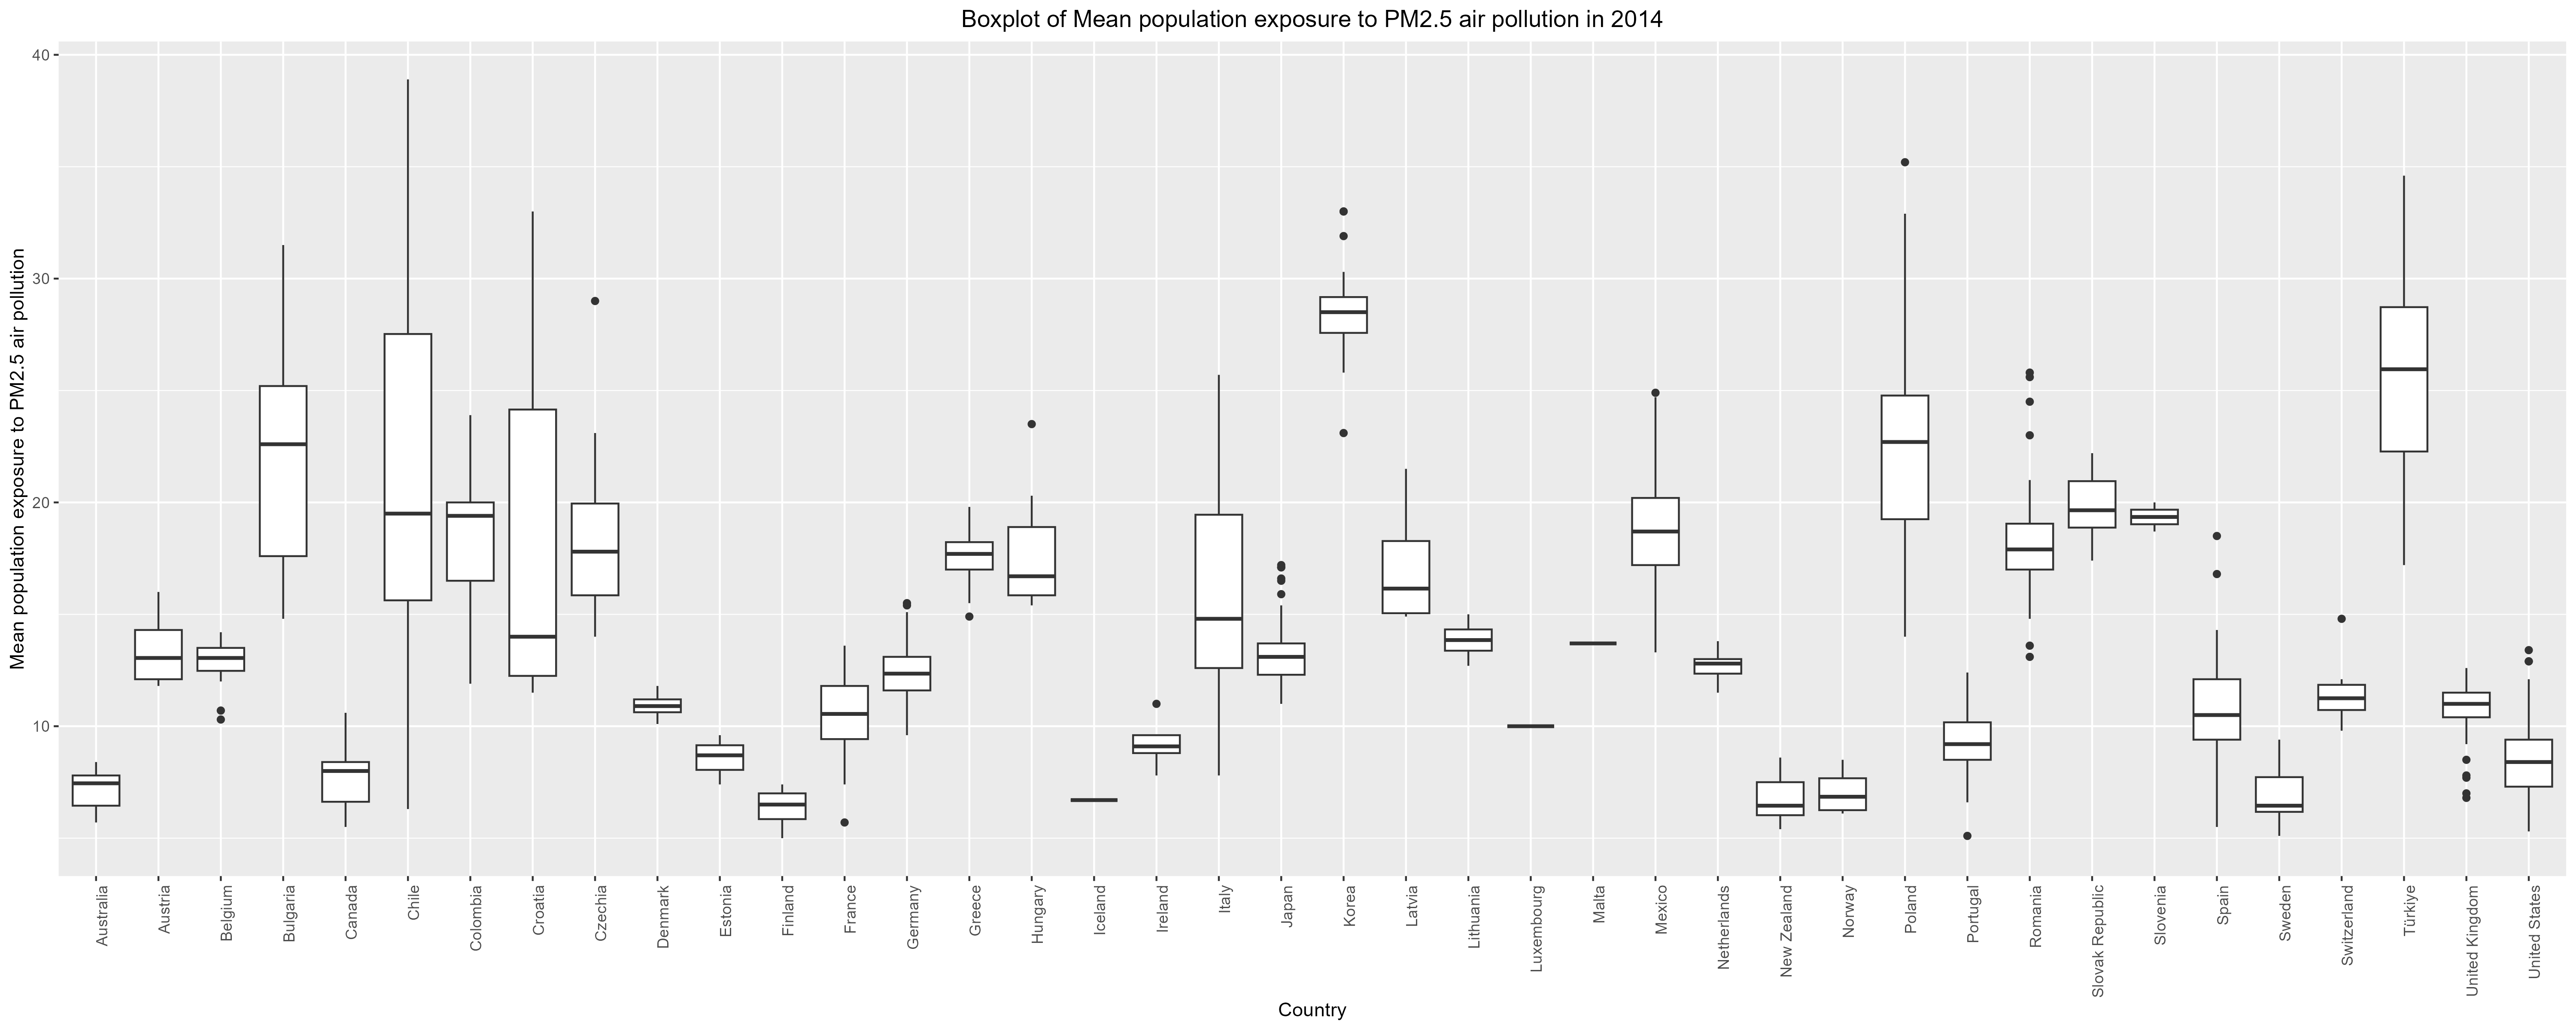 Boxplot of Mean population exposure to PM2.5 air pollution in 2014
Mean population exposure to PM2.5 air pollution
40
30
20
10
Australia
Austria
Belgium
Bulgaria
Canada
Chile
Colombia
Croatia
Czechia
Denmark
Estonia
Finland
France
Germany
Greece
Hungary
Iceland
Ireland
Italy
Japan
Korea
Latvia
Lithuania
Luxembourg
Malta
Mexico
Netherlands
New Zealand
Norway
Poland
Portugal
Romania
Slovak Republic
Slovenia
Spain
Sweden
Switzerland
Türkiye
United Kingdom
United States
Country